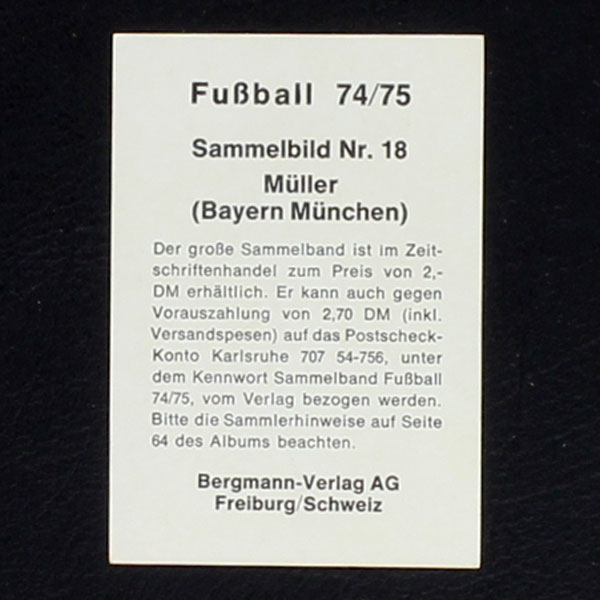 Fußball 74/75
Sammelbild Nr. 18
Müller
(Bayern München)
Der große Sammelband ist im Zeit-
schriftenhandel zum Preis von 2,-
DM erhältlich. Er kann auch gegen
Vorauszahlung von 2,70 DM (inkl.
Versandspesen) auf das Postscheck-
Konto Karlsruhe 707 54-756, unter
dem Kennwort Sammelband Fußball
74/75, vom Verlag bezogen werden.
Bitte die Sammlerhinweise auf Seite
64 des Albums beachten.
Bergmann-Verlag AG
Freiburg/Schweiz